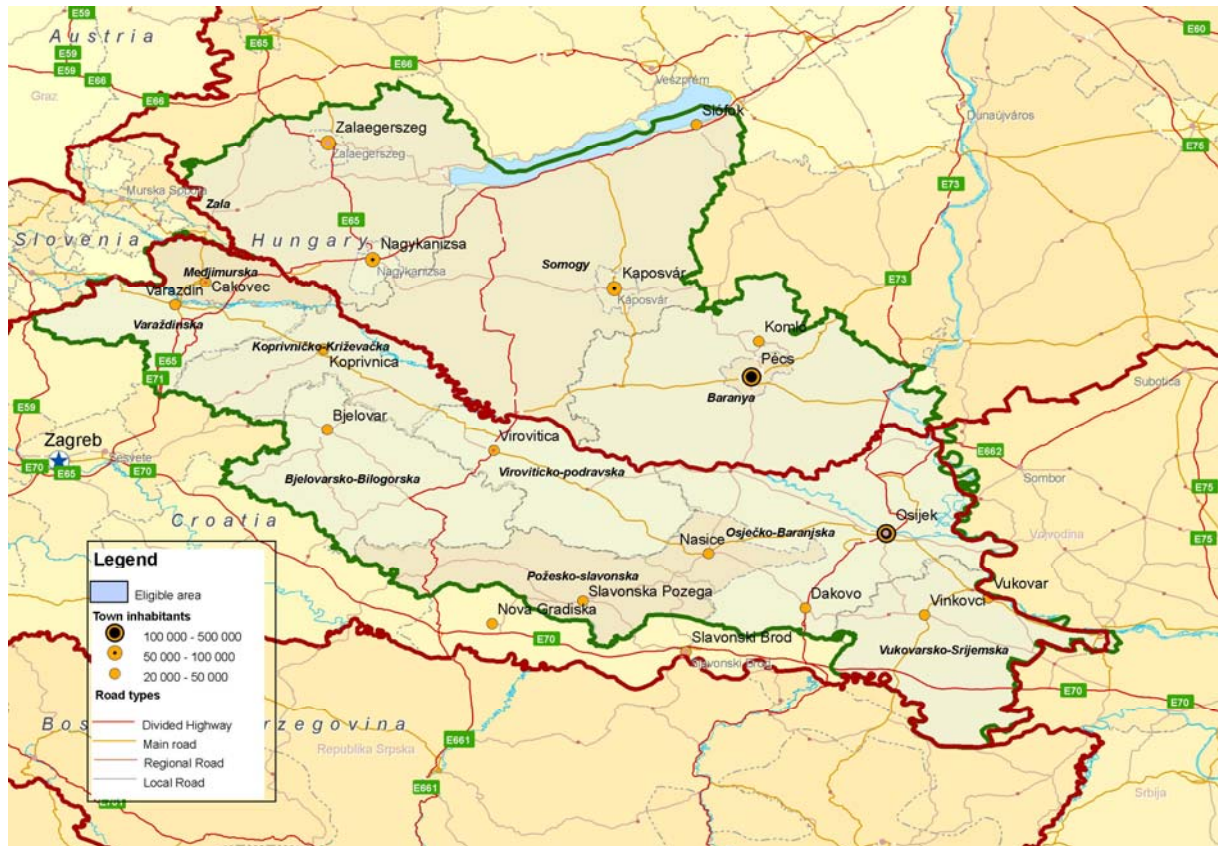 E59
Austria
E65
E60
E59
E66
E59
E66
Veszprém
Graz
E66
Siófok
Dunaújváros
Zalaegerszeg
Zalaegerszeg
E75
Murska Sobota
E73
Zala
E65
Slovenia
Hungary
Nagykanizsa
Somogy
Medjimurska
Nagykanizsa
Kaposvár
E73
Cakovec
Varazdin
Kaposvár
Varaždinska
Komló
Koprivničko-Križevačka
E65
Koprivnica
Pécs
E71
Subotica
Baranya
E59
Bjelovar
Zagreb
Virovitica
E662
Sesvete
E70
E65
E70
Viroviticko-podravska
Sombor
Bjelovarsko-Bilogorska
E75
Croatia
Osijek
Osječko-Baranjska
Vojvodina
E75
Nasice
Legend
Požesko-slavonska
Eligible area
Slavonska Pozega
Vukovar
Town inhabitants
Nova Gradiska
Dakovo
Vinkovci
100 000 - 500 000
E70
Slavonski Brod
50 000 - 100 000
Slavonski Brod
Vukovarsko-Srijemska
20 000 - 50 000
E70
Road types
E70
Divided Highway
Bos
rzegovina
Main road
Republika Srpska
E661
Regional Road
Local Road
E661
Srbija